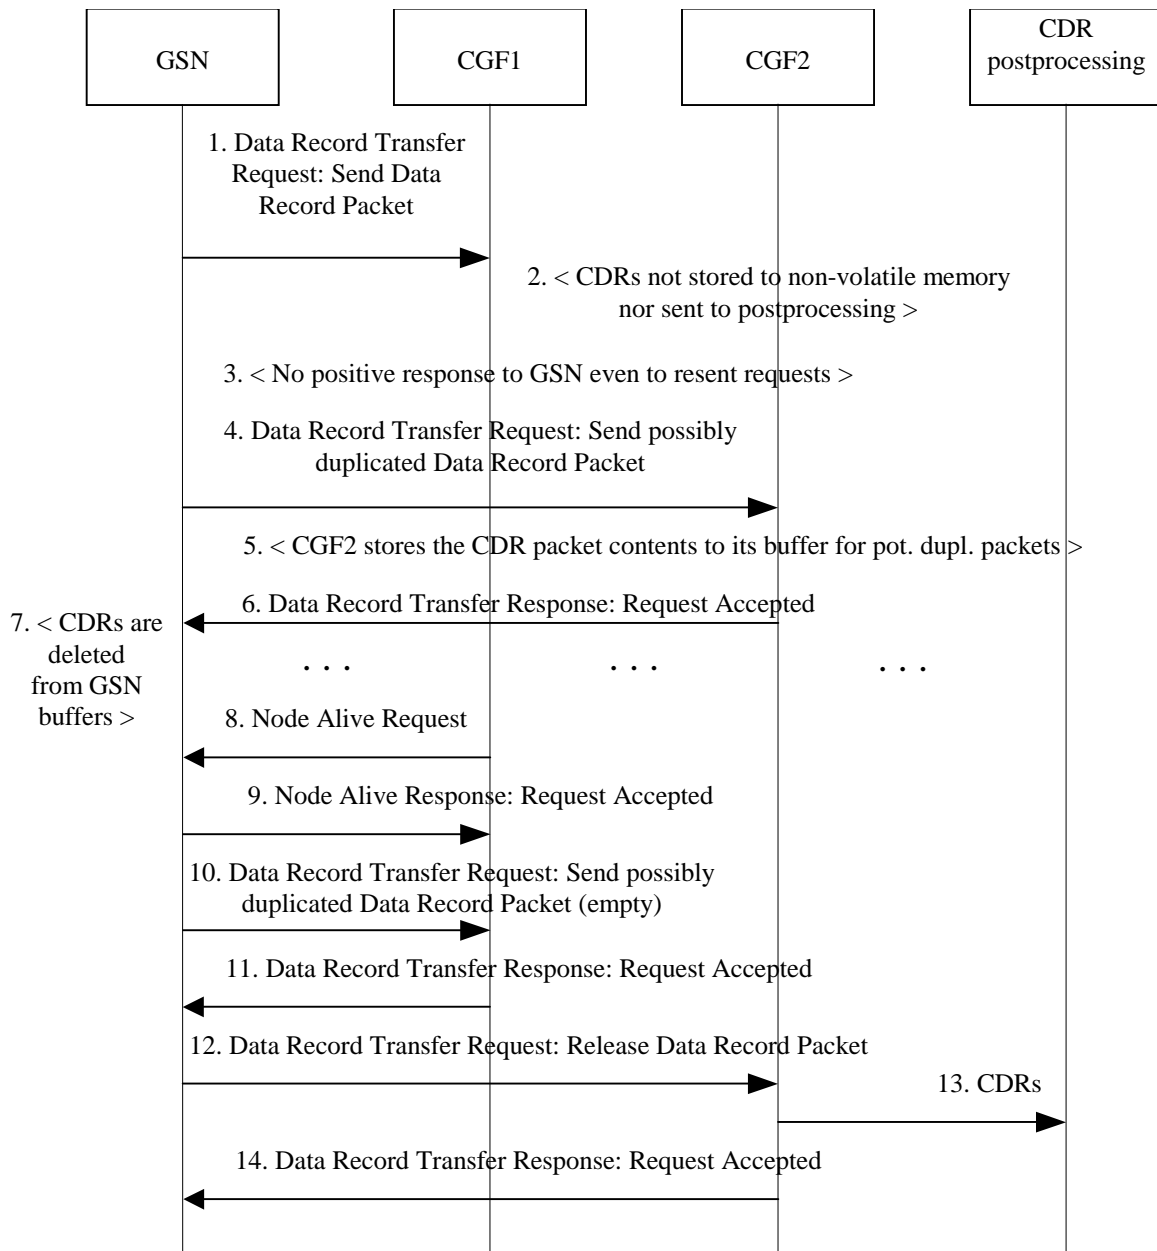 GSN
CGF1
CGF2
CDR
postprocessing
1. Data Record Transfer
Request: Send Data
Record Packet
2. < CDRs not stored to non-volatile memory
nor sent to postprocessing >
3. < No positive response to GSN even to resent requests >
4. Data Record Transfer Request: Send possibly
duplicated Data Record Packet
5. < CGF2 stores the CDR packet contents to its buffer for pot. dupl. packets >
6. Data Record Transfer Response: Request Accepted
7. < CDRs are
deleted
from GSN
buffers >
. . .
. . .
. . .
8. Node Alive Request
9. Node Alive Response: Request Accepted
10. Data Record Transfer Request: Send possibly
duplicated Data Record Packet (empty)
11. Data Record Transfer Response: Request Accepted
12. Data Record Transfer Request: Release Data Record Packet
13. CDRs
14. Data Record Transfer Response: Request Accepted